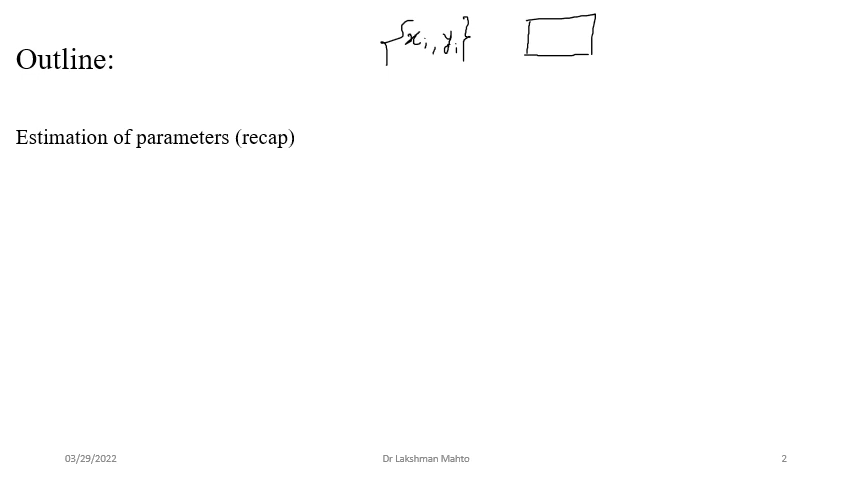 {xi, yi}
Outline:
Estimation of parameters (recap)
03/29/2022 Dr Lakshman Mahto 2